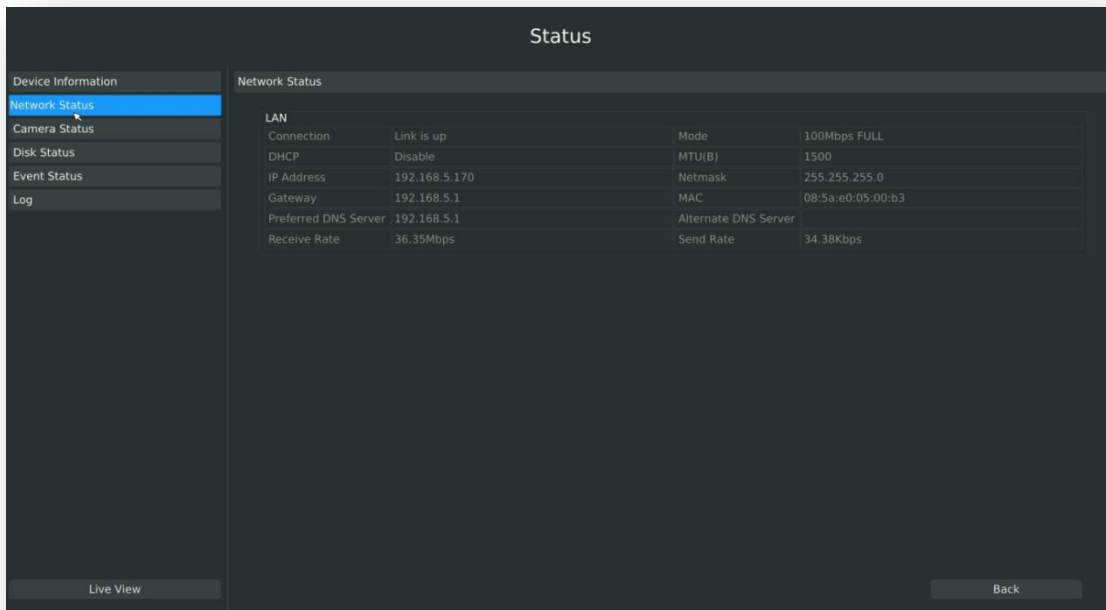 Status
Device Information
Network Status
Camera Status
Disk Status
Event Status
Log
Live View
Network Status
LAN
Connection Link is up Mode 100Mbps FULL
DHCP Disable MTU(B) 1500
IP Address 192.168.5.170 Netmask 255.255.255.0
Gateway 192.168.5.1 MAC 08:5a:e0:05:00:b3
Preferred DNS Server 192.168.5.1 Alternate DNS Server
Receive Rate 36.35Mbps Send Rate 34.38Kbps
Back